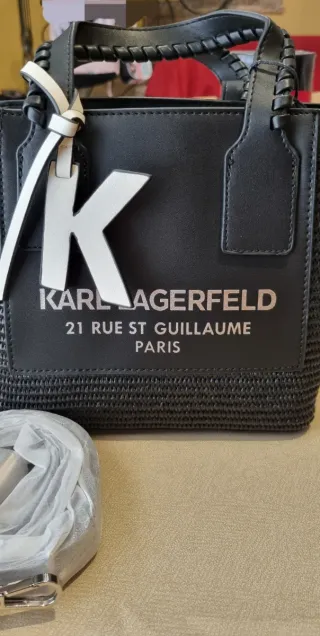 K
KARL LAGERFELD
21 RUE ST GUILLAUME
PARIS